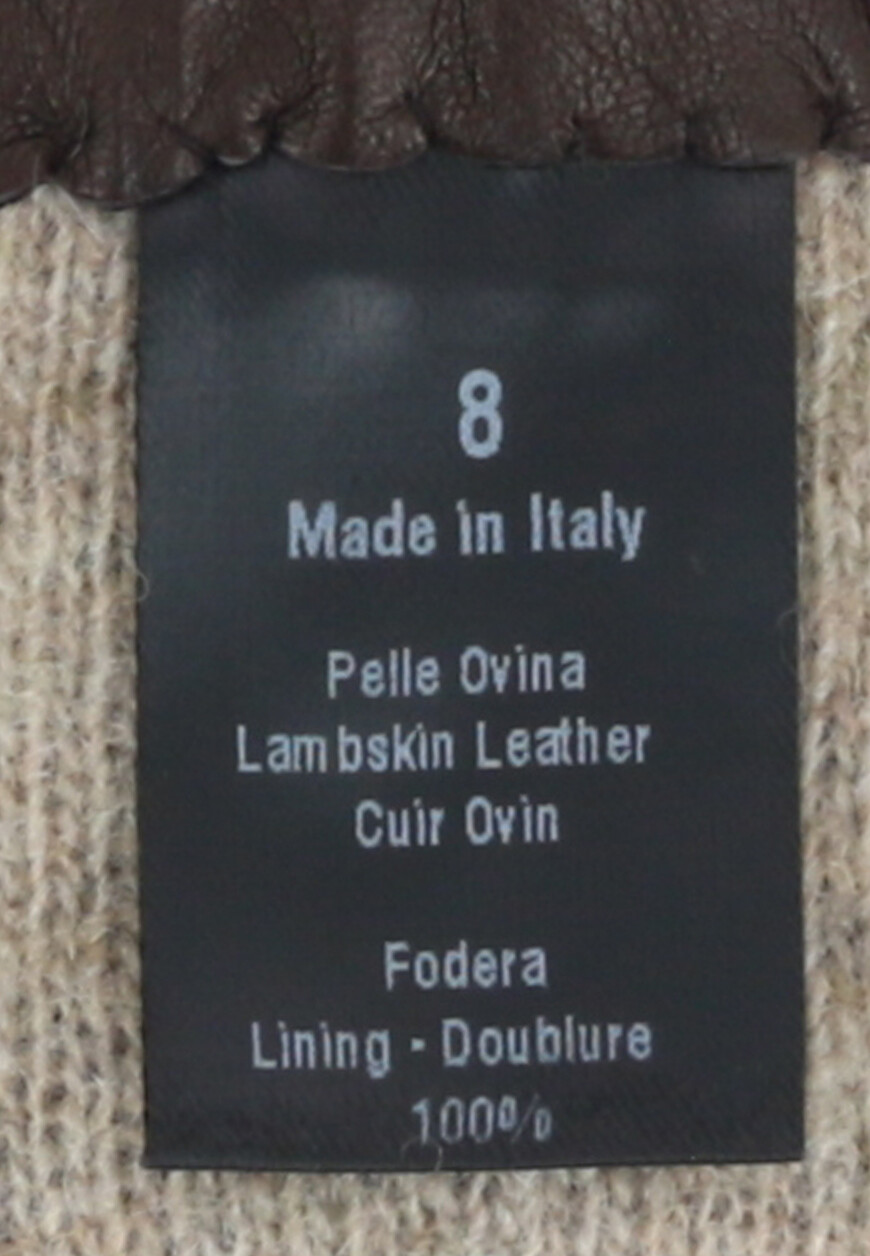 8
Made in Italy
Pelle Ovina
Lambskin Leather
Cuir Ovin
Fodera
Lining - Doublure
100%